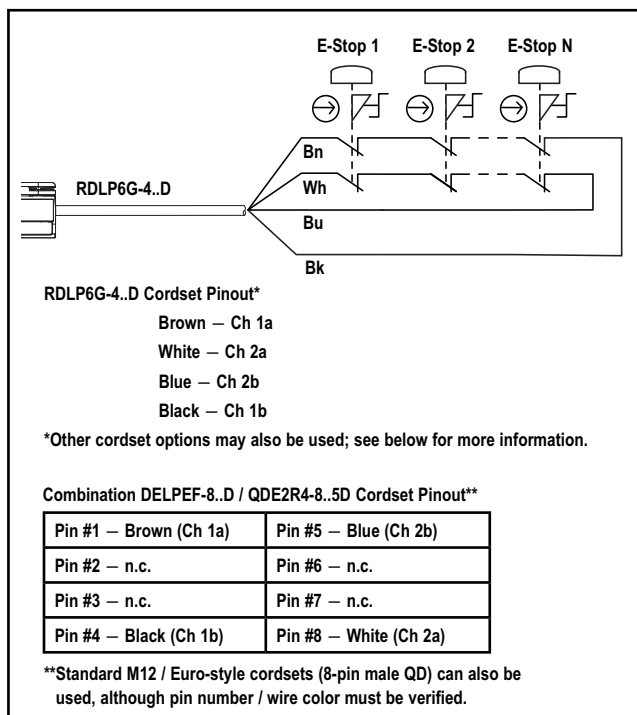 E-Stop 1 E-Stop 2 E-Stop N
Bn
RDLP6G-4..D
Wh
Bu
Bk
RDLP6G-4..D Cordset Pinout*
Brown — Ch 1a
White — Ch 2a
Blue — Ch 2b
Black — Ch 1b
*Other cordset options may also be used; see below for more information.
Combination DELPEF-8..D / QDE2R4-8..5D Cordset Pinout**
Pin #1 — Brown (Ch 1a) Pin #5 — Blue (Ch 2b)
Pin #2 — n.c. Pin #6 — n.c.
Pin #3 — n.c. Pin #7 — n.c.
Pin #4 — Black (Ch 1b) Pin #8 — White (Ch 2a)
**Standard M12 / Euro-style cordsets (8-pin male QD) can also be
used, although pin number / wire color must be verified.